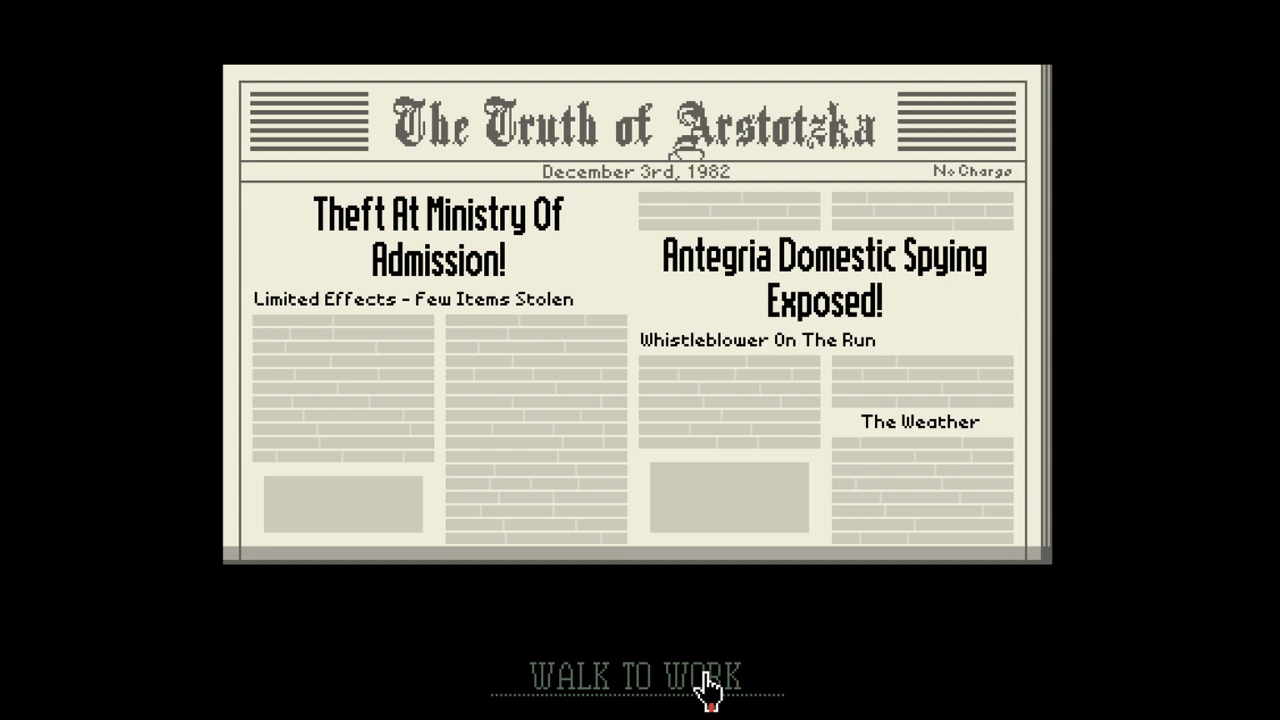 The Truth of Arstotzka
December 3rd, 1982
No Charge
Theft At Ministry Of
Admission!
Limited Effects - Few Items Stolen
Antegria Domestic Spying
Exposed!
Whistleblower On The Run
The Weather
WALK TO WORK